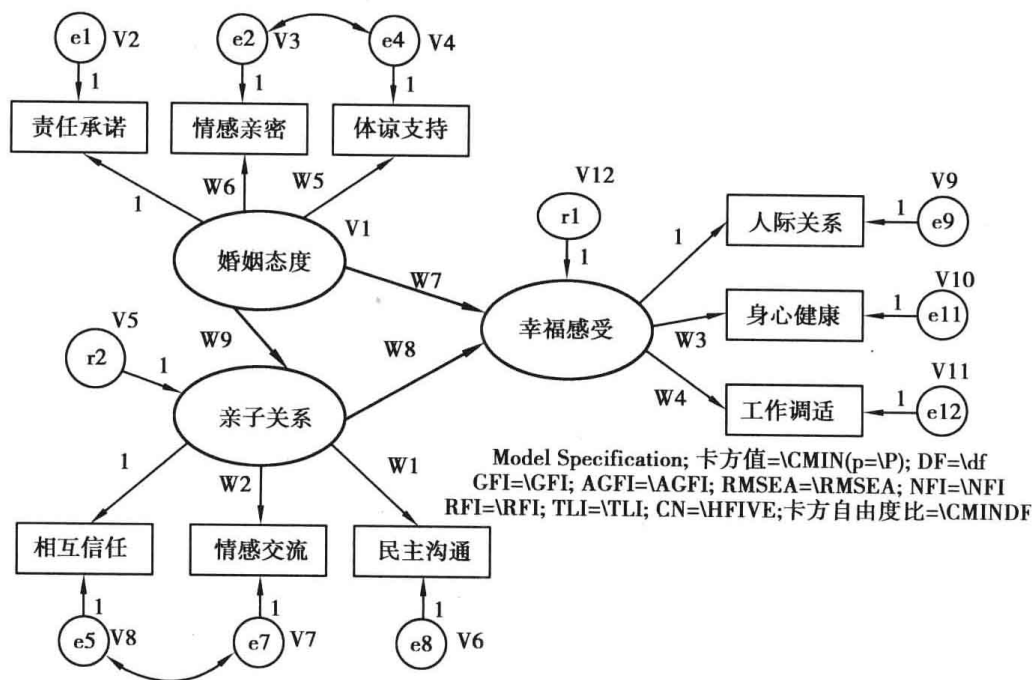 e1 V2 e2 V3 e4 V4
1 1 1
责任承诺 情感亲密 体谅支持
1 W6 W5
V1
婚姻态度
V12
r1
1
V9
人际关系 1 e9
1
W7
V10
幸福感受 身心健康 1 e11
W3
V5
r2 1
W9 W8
V11
W4 工作调适 1 e12
亲子关系
1 W2 W1
Model Specification; 卡方值=\CMIN(p=\P); DF=\df
GFI=\GFI; AGFI=\AGFI; RMSEA=\RMSEA; NFI=\NFI
RFI=\RFI; TLI=\TLI; CN=\HFIVE;卡方自由度比=\CMINDF
相互信任 情感交流 民主沟通
1 1 1
e5 V8 e7 V7 e8 V6